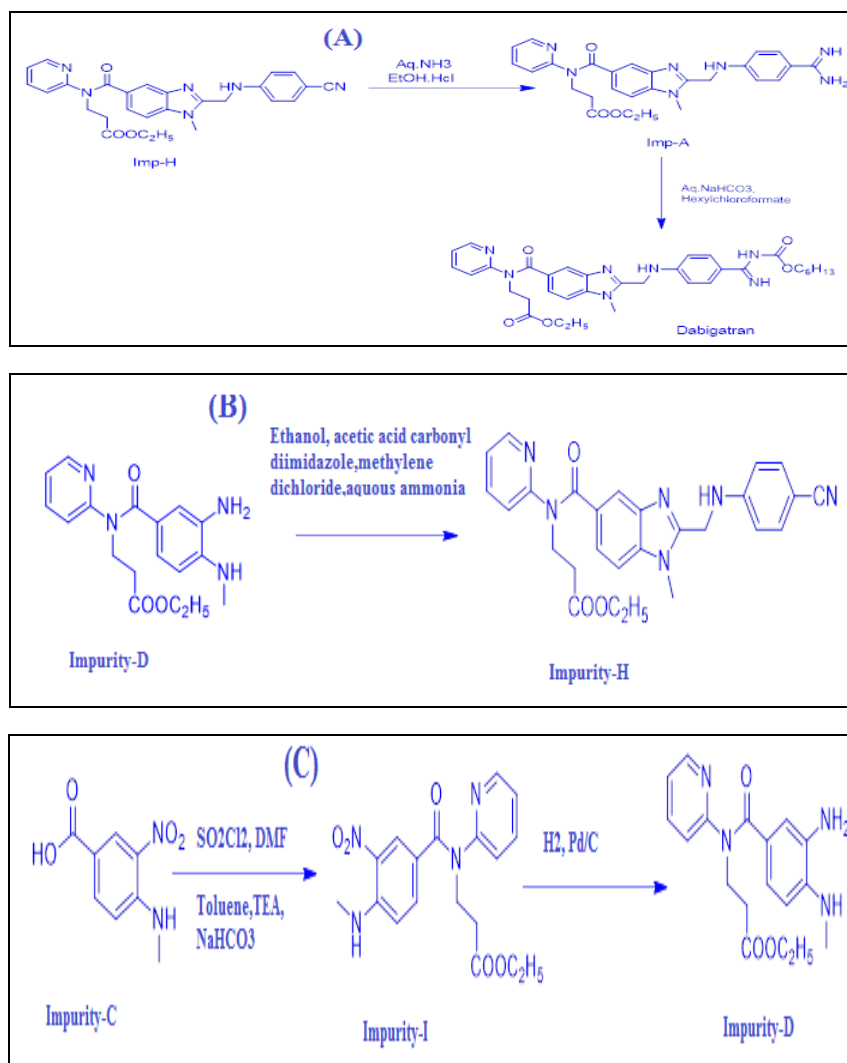 (A)
Aq.NH3
EtOH.Hcl
N
O
N
N
N
HN
CN
COOC2H5
Imp-H
N
O
N
N
N
HN
NH
NH2
COOC2H5
Imp-A
Aq.NaHCO3,
Hexylchloroformate
N
O
N
N
N
HN
HN
O
O
C6H13
NH
O
OC2H5
Dabigatran
(B)
Ethanol, acetic acid carbonyl
diimidazole,methylene
dichloride,aquous ammonia
N
O
N
NH2
NH
COOC2H5
Impurity-D
N
O
N
N
N
HN
CN
COOC2H5
Impurity-H
(C)
O
HO
NO2
NH
Impurity-C
SO2Cl2, DMF
Toluene,TEA,
NaHCO3
O2N
O
N
N
N
H
COOC2H5
Impurity-I
H2, Pd/C
N
O
N
NH2
NH
COOC2H5
Impurity-D